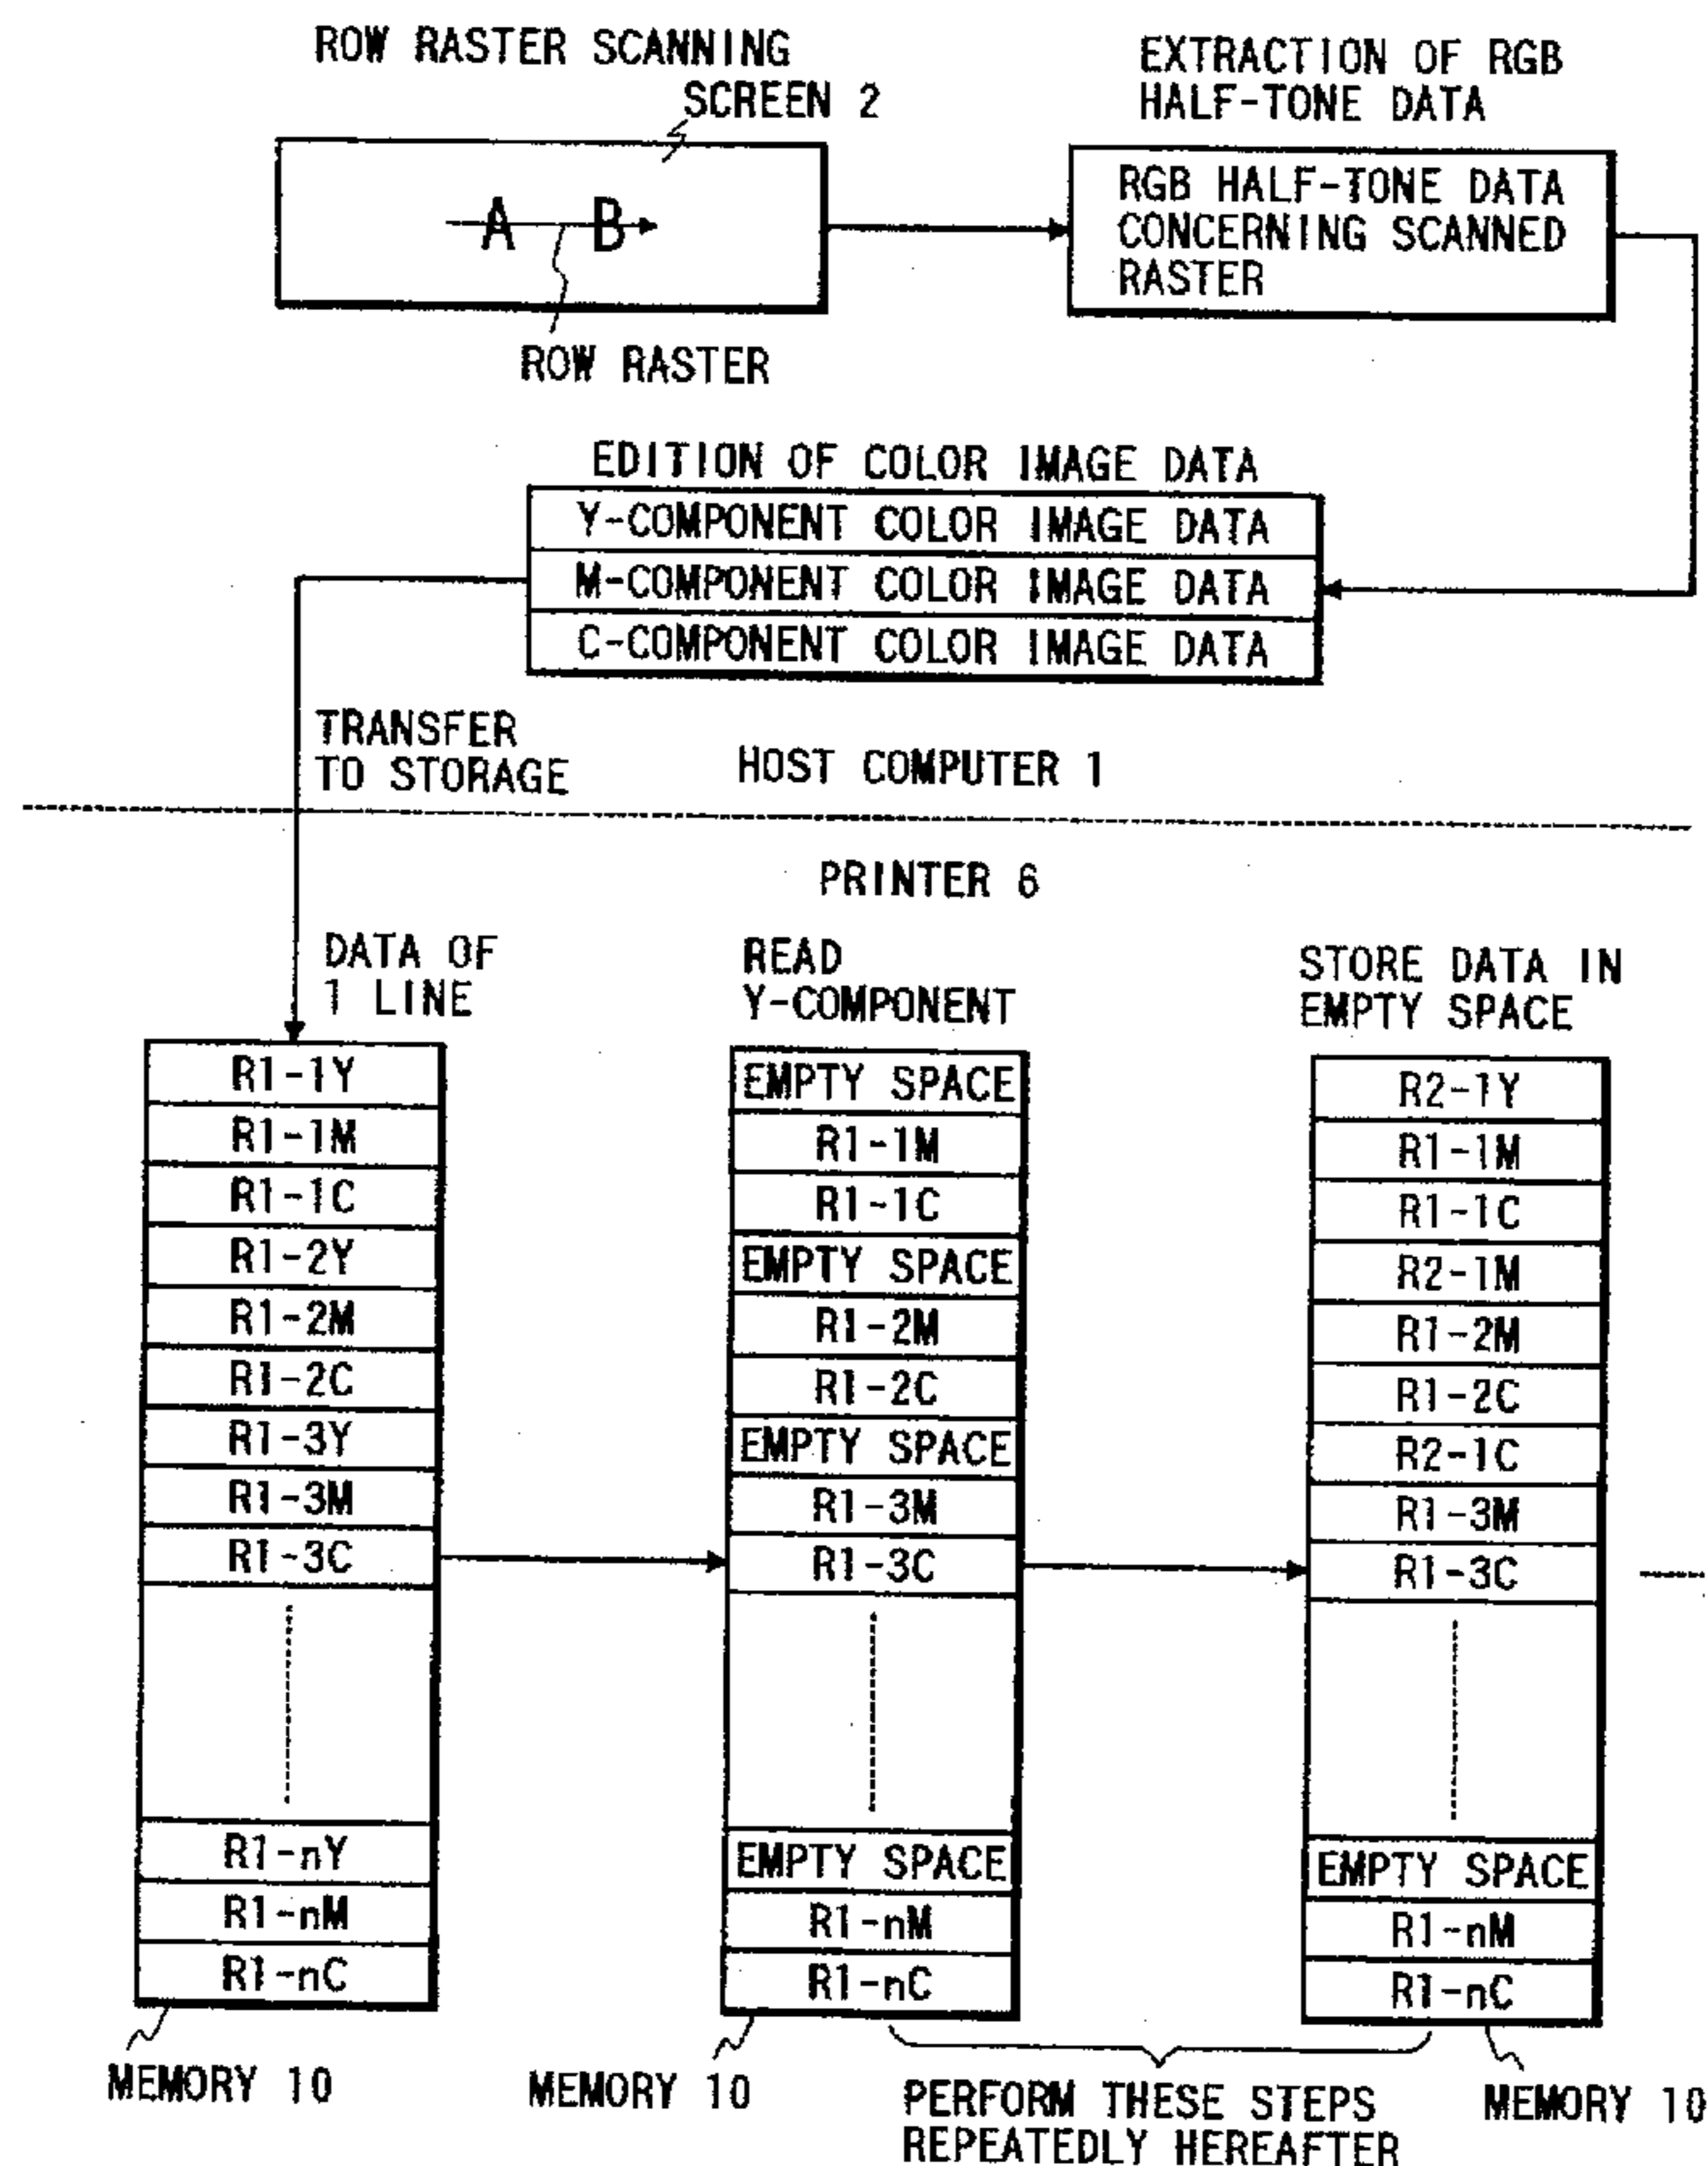 ROW RASTER SCANNING
SCREEN 2
A B
ROW RASTER
EXTRACTION OF RGB
HALF-TONE DATA
RGB HALF-TONE DATA
CONCERNING SCANNED
RASTER
EDITION OF COLOR IMAGE DATA
Y-COMPONENT COLOR IMAGE DATA
M-COMPONENT COLOR IMAGE DATA
C-COMPONENT COLOR IMAGE DATA
TRANSFER
TO STORAGE
HOST COMPUTER 1
PRINTER 6
DATA OF
1 LINE
R1-1Y
R1-1M
R1-1C
R1-2Y
R1-2M
R1-2C
R1-3Y
R1-3M
R1-3C
R1-nY
R1-nM
R1-nC
MEMORY 10
READ
Y-COMPONENT
EMPTY SPACE
R1-1M
R1-1C
EMPTY SPACE
R1-2M
R1-2C
EMPTY SPACE
R1-3M
R1-3C
EMPTY SPACE
R1-nM
R1-nC
MEMORY 10
STORE DATA IN
EMPTY SPACE
R2-1Y
R1-1M
R1-1C
R2-1M
R1-2M
R1-2C
R2-1C
R1-3M
R1-3C
EMPTY SPACE
R1-nM
R1-nC
MEMORY 10
PERFORM THESE STEPS
REPEATEDLY HEREAFTER